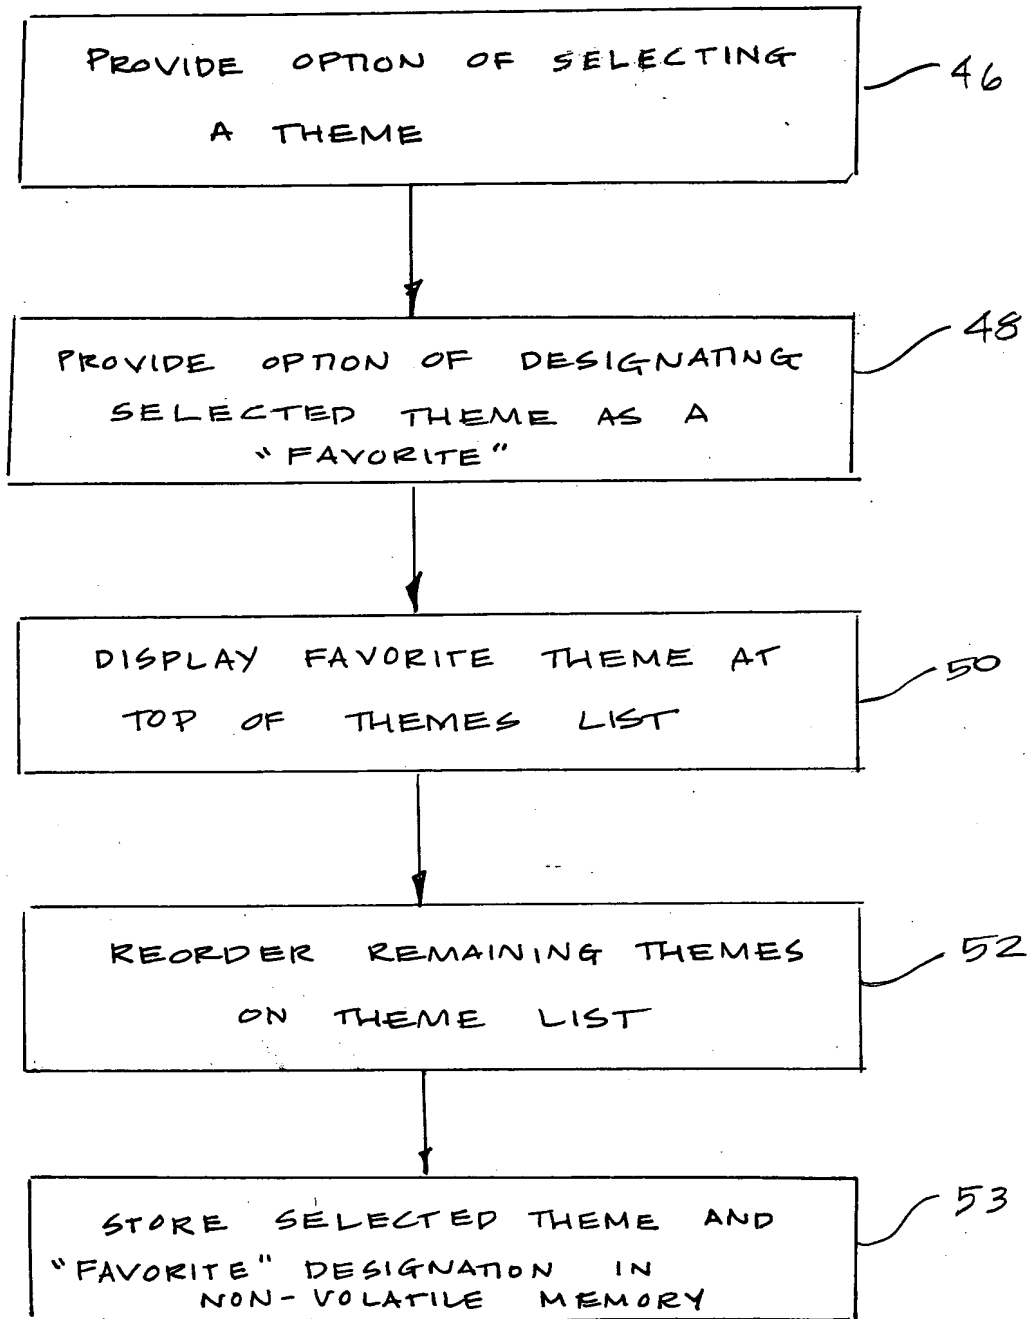 PROVIDE OPTION OF SELECTING
A THEME
46
PROVIDE OPTION OF DESIGNATING
SELECTED THEME AS A
"FAVORITE"
48
DISPLAY FAVORITE THEME AT
TOP OF THEMES LIST
50
REORDER REMAINING THEMES
ON THEME LIST
52
STORE SELECTED THEME AND
"FAVORITE" DESIGNATION IN
NON-VOLATILE MEMORY
53